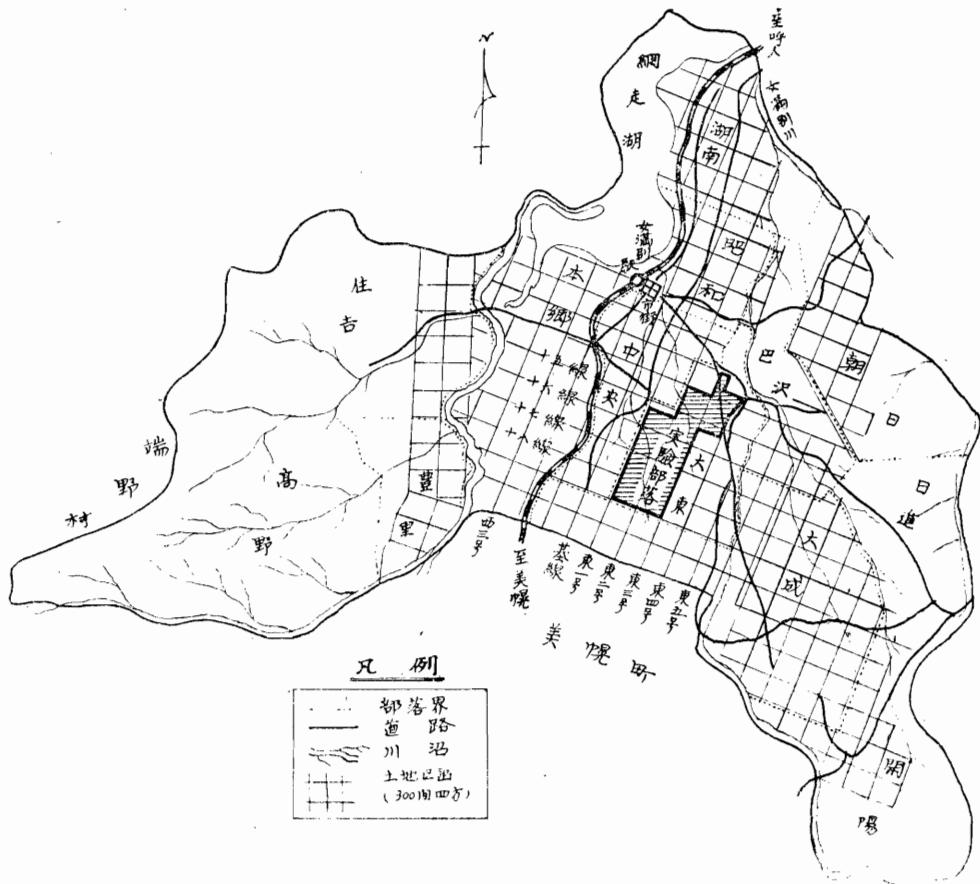 至呼人
女満別川
網走湖
湖南
昭和
女満別駅
市街
本郷
住吉
中央
巴沢
朝日
日進
十五線
十六線
十七線
十八線
実験部落
大東
大成
高野
豊里
端野村
西三号
至美幌
基線
東一号
東二号
東三号
東四号
東五号
美幌町
開陽
凡例
部落界
道路
川沼
土地区画
(300間四方)